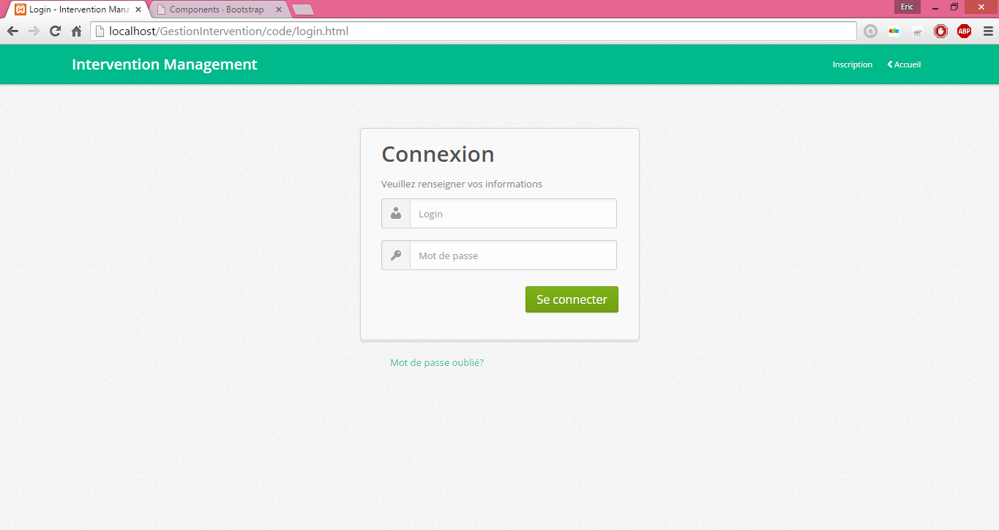 Login - Intervention Mana
Components · Bootstrap
Eric
localhost/GestionIntervention/code/login.html
ABP
Intervention Management
Inscription
Accueil
Connexion
Veuillez renseigner vos informations
Login
Mot de passe
Se connecter
Mot de passe oublié?